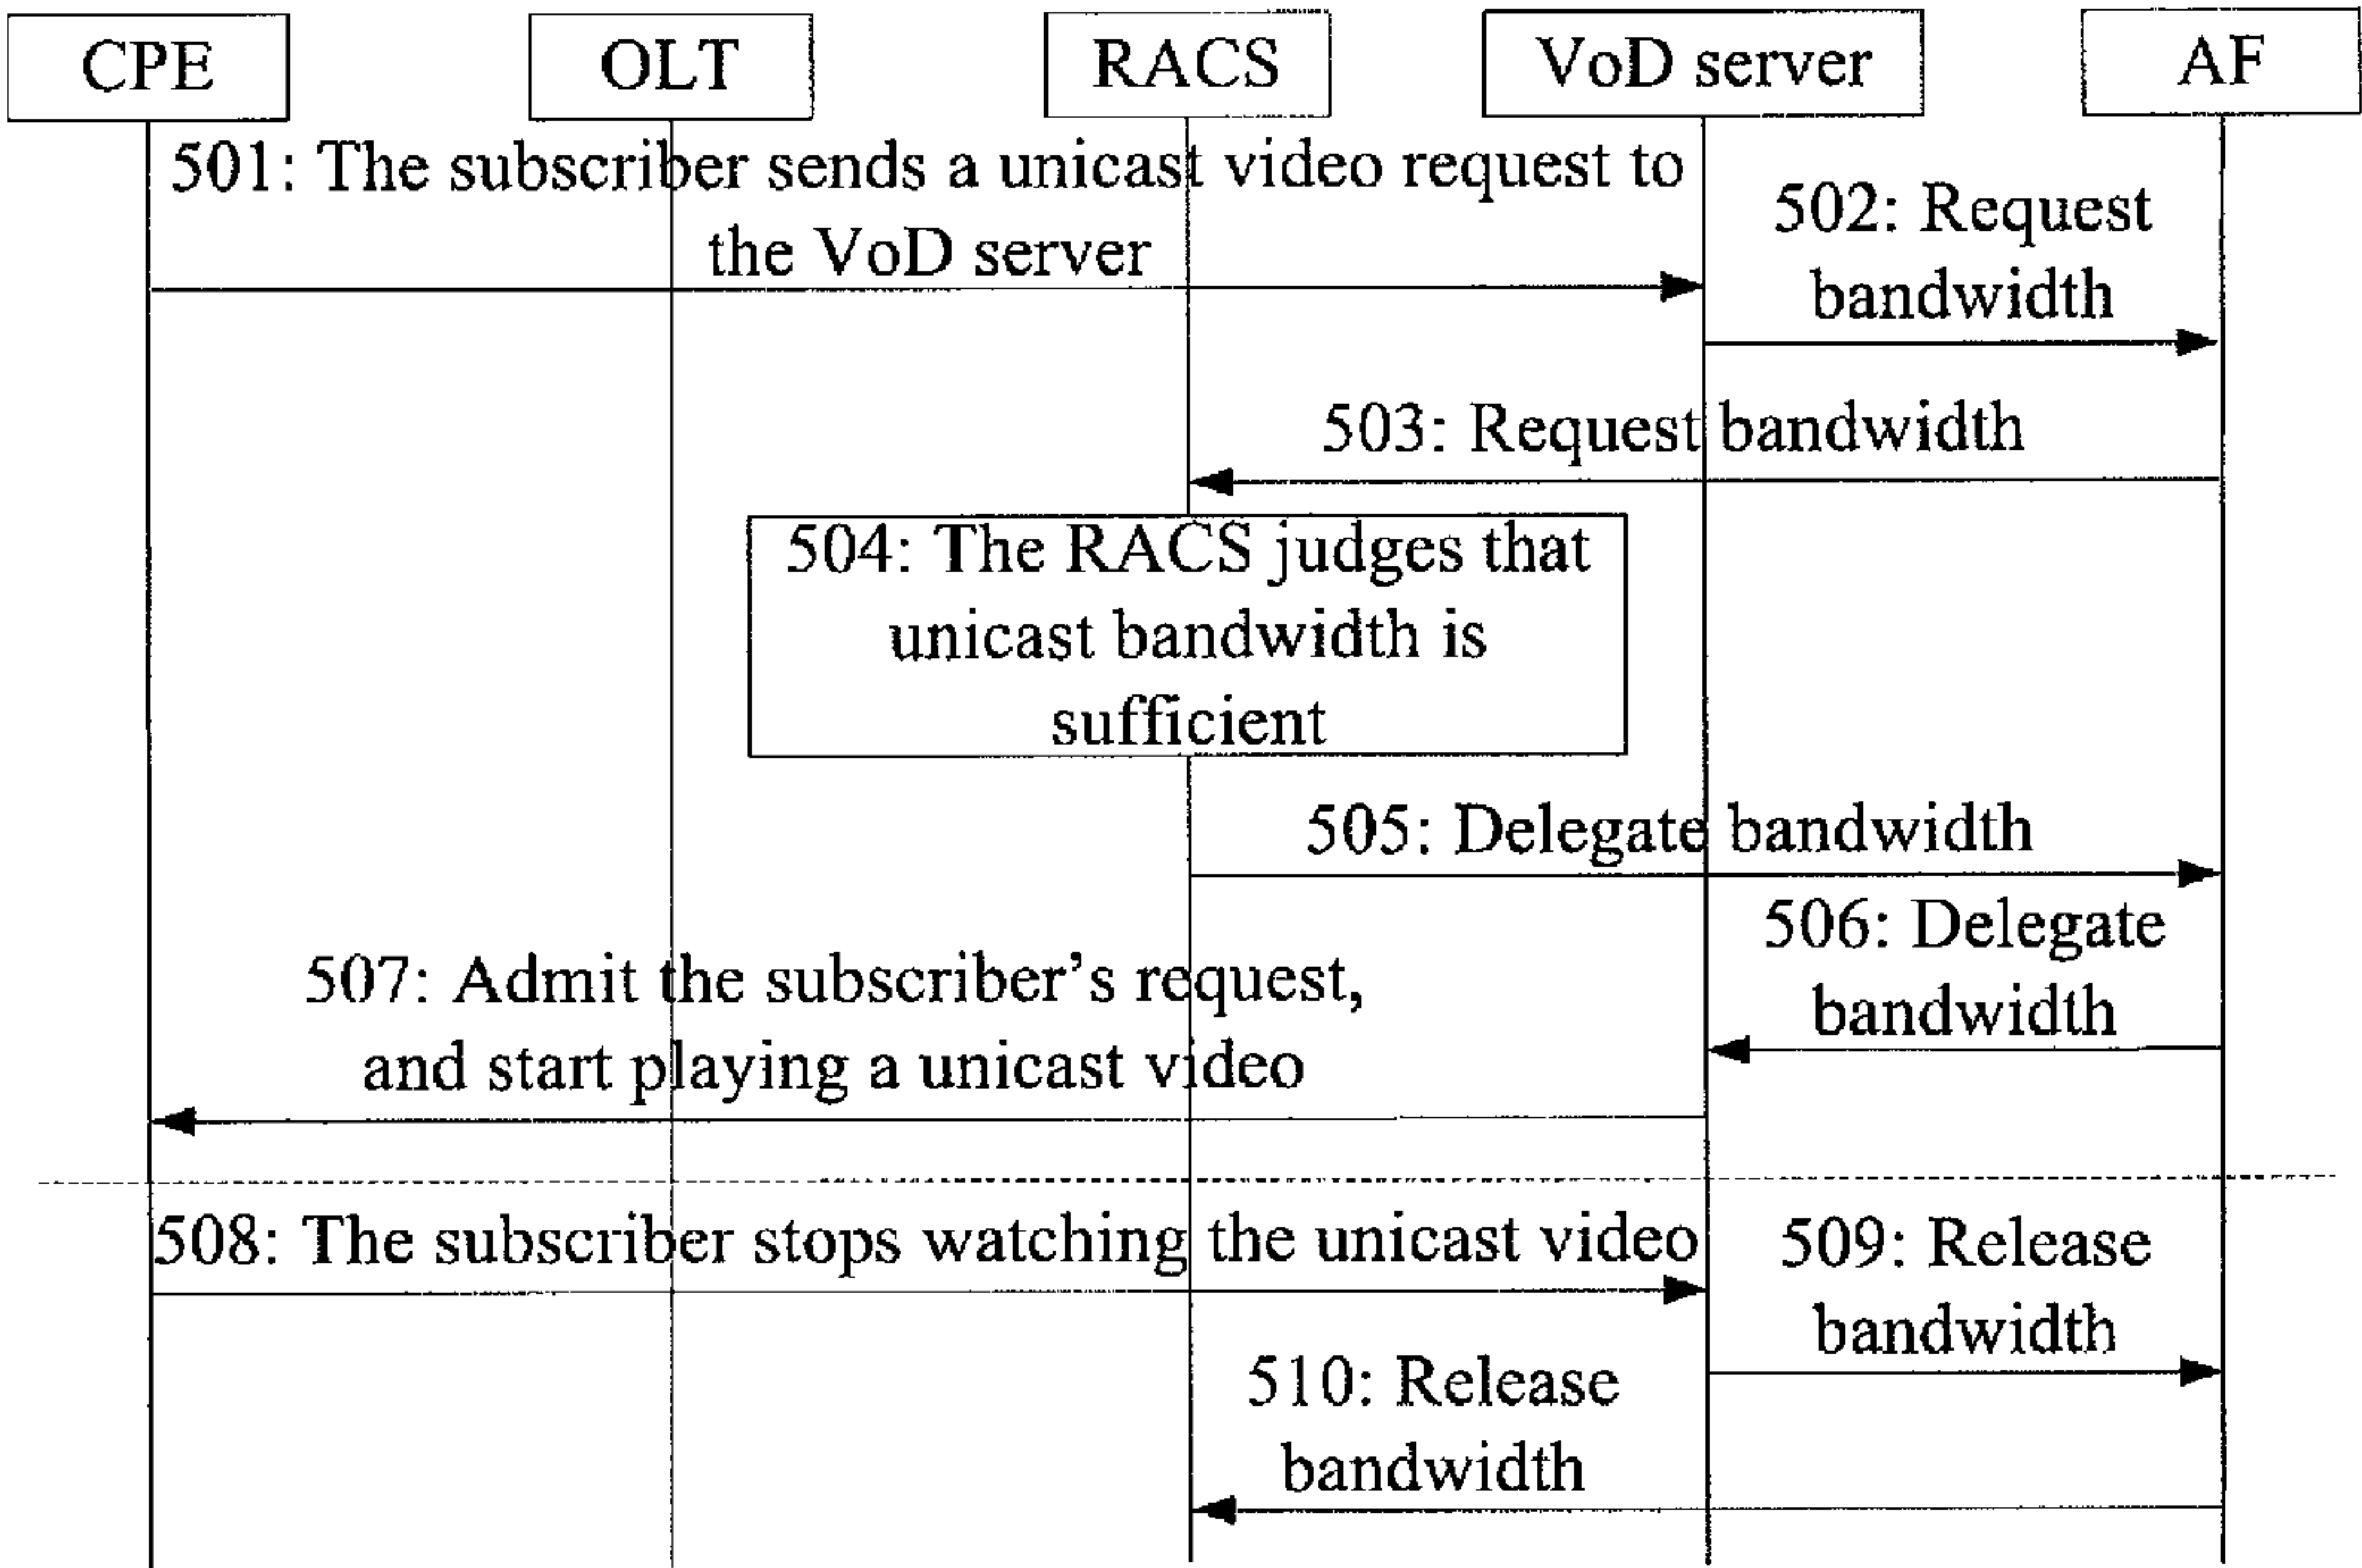 CPE
OLT
RACS
VoD server
AF
501: The subscriber sends a unicast video request to
the VoD server
502: Request
bandwidth
503: Request bandwidth
504: The RACS judges that
unicast bandwidth is
sufficient
505: Delegate bandwidth
506: Delegate
bandwidth
507: Admit the subscriber's request,
and start playing a unicast video
508: The subscriber stops watching the unicast video
509: Release
bandwidth
510: Release
bandwidth